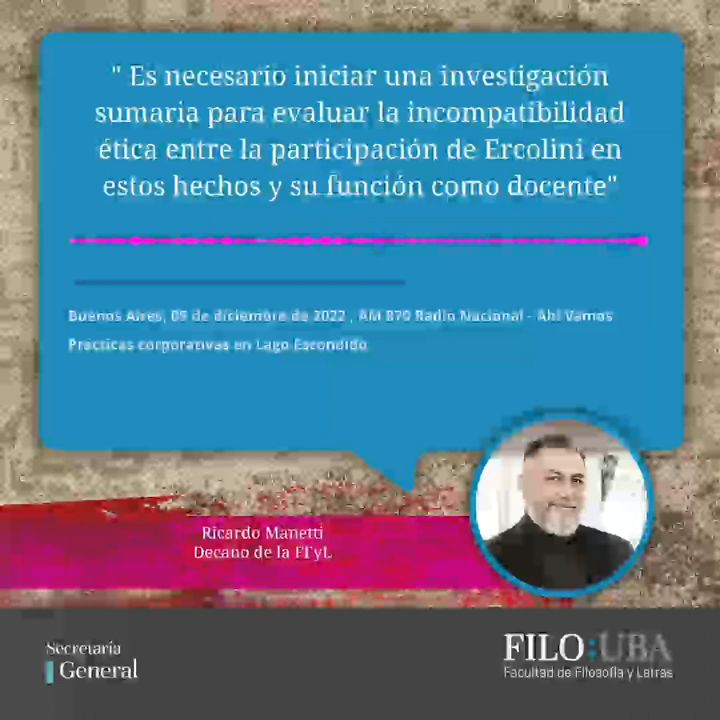 " Es necesario iniciar una investigación
sumaria para evaluar la incompatibilidad
ética entre la participación de Ercolini en
estos hechos y su función como docente"
Buenos Aires, 09 de diciembre de 2022 , AM 870 Radio Nacional - Ahí Vamos
Prácticas corporativas en Lago Escondido
Ricardo Manetti
Decano de la FFyL
Secretaría
General
FILO:UBA
Facultad de Filosofía y Letras